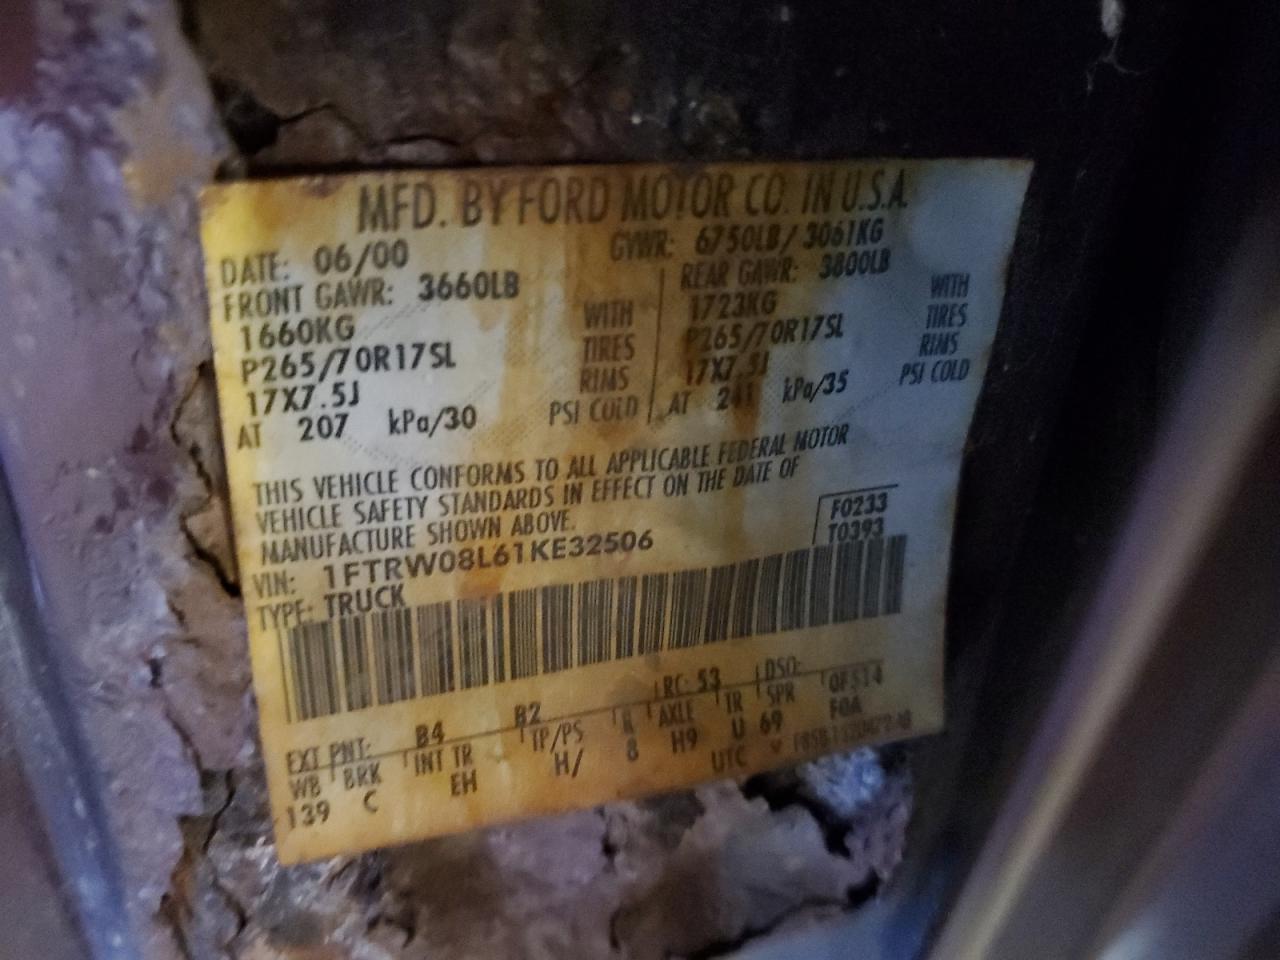 MFD. BY FORD MOTOR CO. IN U.S.A.
DATE: 06/00 GVWR: 6750LB/ 3061KG
FRONT GAWR: 3660LB REAR GAWR: 3800LB
1660KG WITH 1723KG WITH
P265/70R17SL TIRES P265/70R17SL TIRES
17X7.5J RIMS 17X7.5J RIMS
AT 207 kPa/30 PSI COLD AT 241 kPa/35 PSI COLD
THIS VEHICLE CONFORMS TO ALL APPLICABLE FEDERAL MOTOR
VEHICLE SAFETY STANDARDS IN EFFECT ON THE DATE OF
MANUFACTURE SHOWN ABOVE.
F0233
T0393
VIN: 1FTRW08L61KE32506
TYPE: TRUCK
EXT PNT: B4 B2 RC: 53 DSO:
WB BRK INT TR TP/PS R AXLE TR SPR 0F514
139 C EH H/ 8 H9 U 69 F0A
UTC